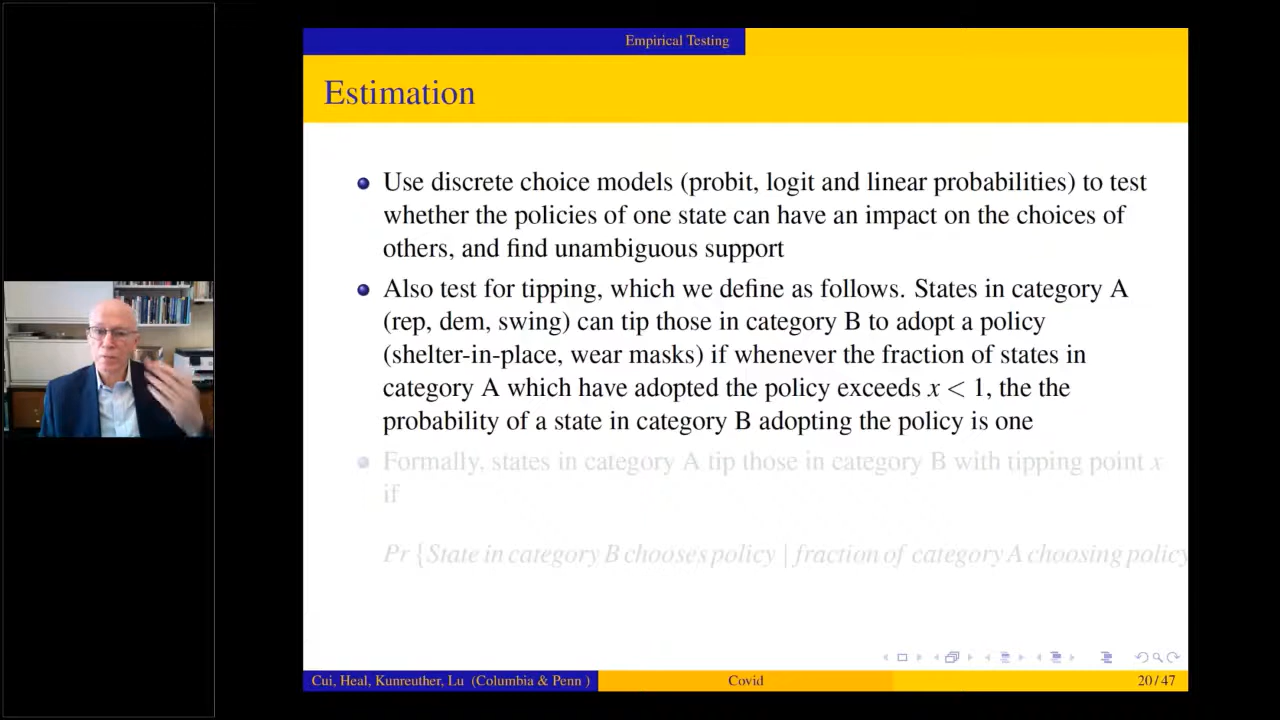 Empirical Testing
Estimation
Use discrete choice models (probit, logit and linear probabilities) to test
whether the policies of one state can have an impact on the choices of
others, and find unambiguous support
Also test for tipping, which we define as follows. States in category A
(rep, dem, swing) can tip those in category B to adopt a policy
(shelter-in-place, wear masks) if whenever the fraction of states in
category A which have adopted the policy exceeds x < 1, the the
probability of a state in category B adopting the policy is one
Formally, states in category A tip those in category B with tipping point x
if
Pr {State in category B chooses policy | fraction of category A choosing policy
Cui, Heal, Kunreuther, Lu (Columbia & Penn )
Covid
20 / 47